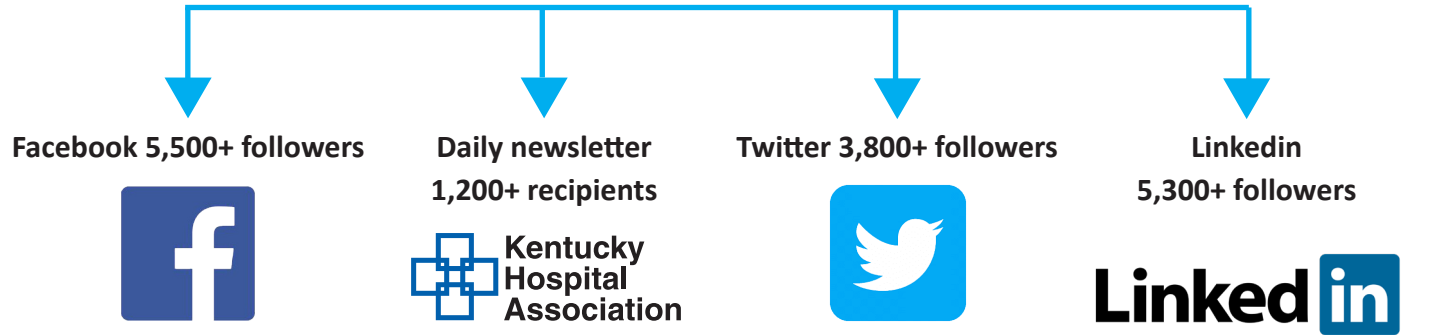 Facebook 5,500+ followers
Daily newsletter
1,200+ recipients
Kentucky
Hospital
Association
Twitter 3,800+ followers
Linkedin
5,300+ followers
Linked in